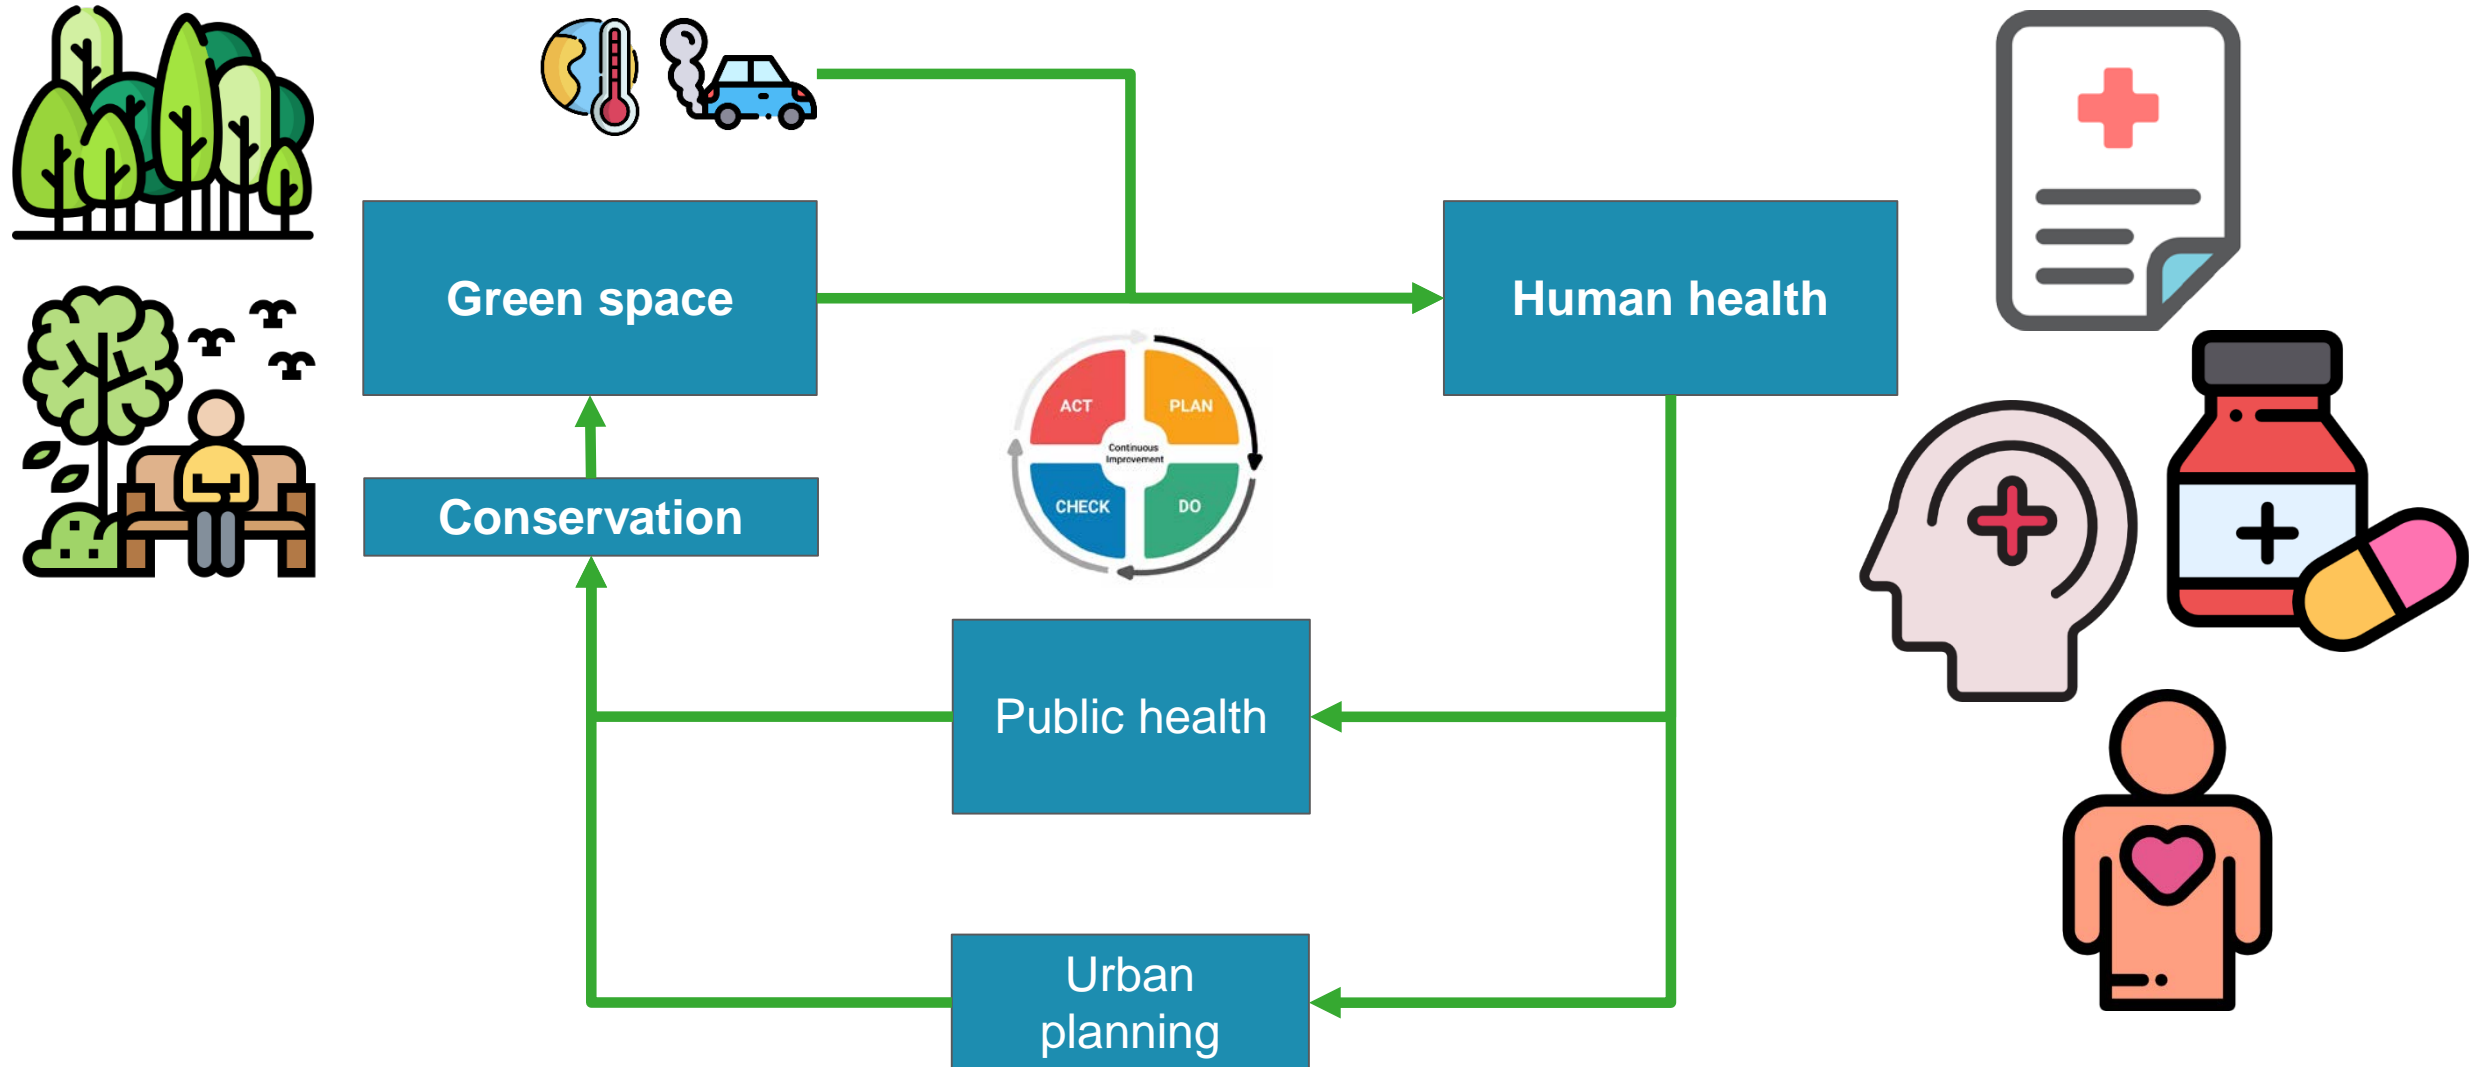 Green space
Human health
ACT
PLAN
Continuous
Improvement
CHECK
DO
Conservation
Public health
Urban
planning